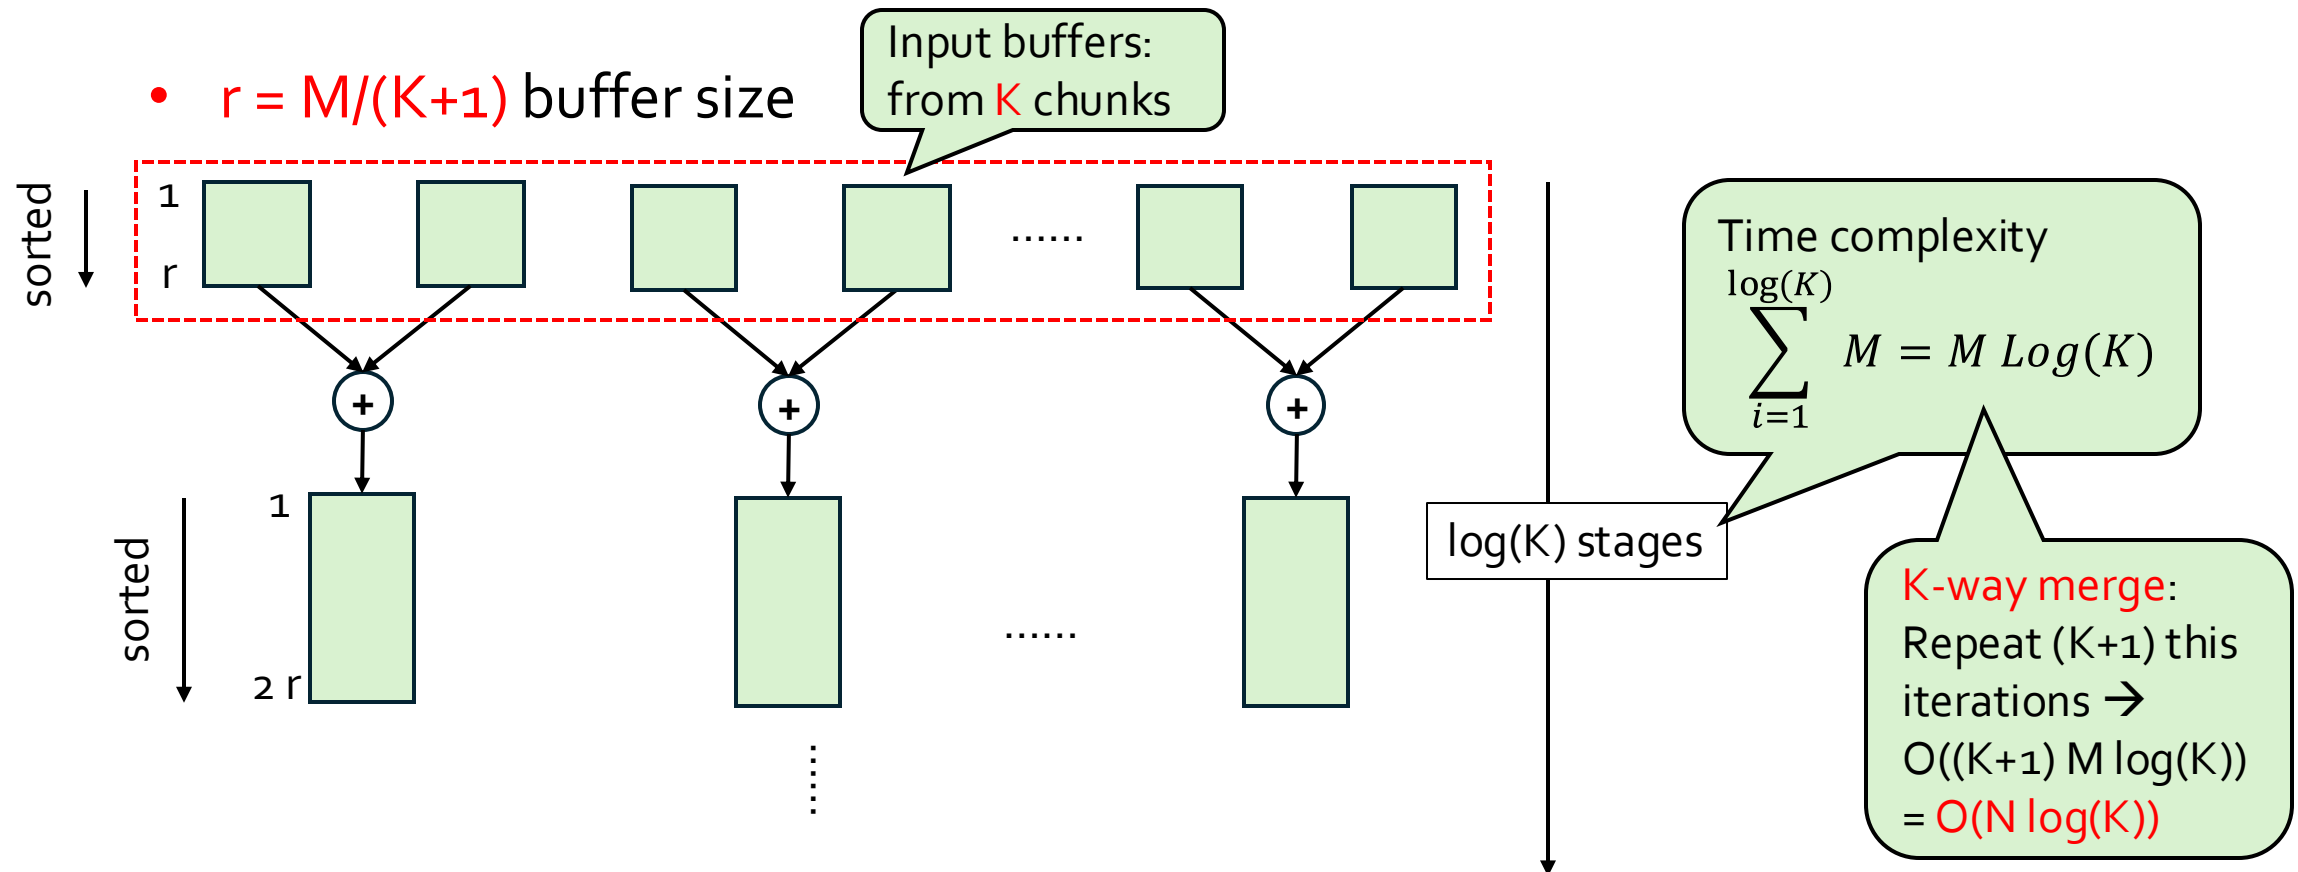 • r = M/(K+1) buffer size
Input buffers:
from K chunks
sorted
1
r
......
+
+
+
sorted
1
2 r
......
......
log(K) stages
Time complexity
log(K)
∑ M = M Log(K)
i=1
K-way merge:
Repeat (K+1) this
iterations →
O((K+1) M log(K))
= O(N log(K))